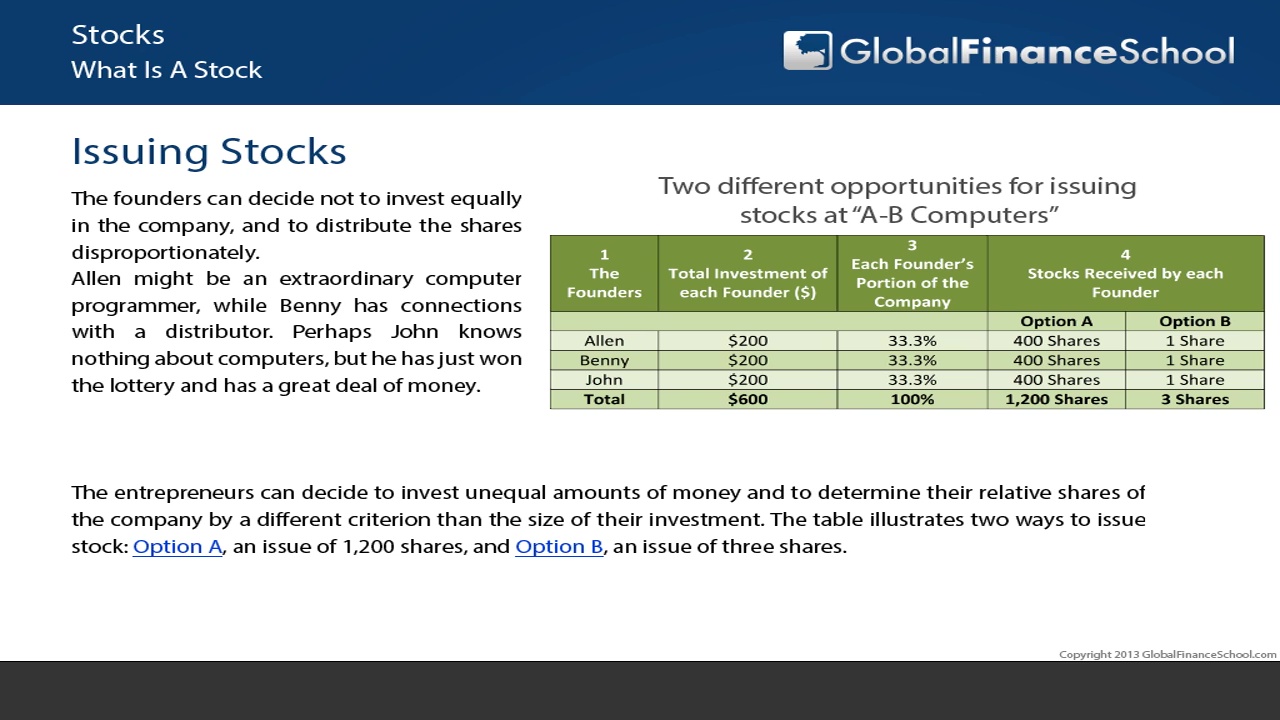 Stocks
What Is A Stock
GlobalFinanceSchool
Issuing Stocks
The founders can decide not to invest equally
in the company, and to distribute the shares
disproportionately.
Allen might be an extraordinary computer
programmer, while Benny has connections
with a distributor. Perhaps John knows
nothing about computers, but he has just won
the lottery and has a great deal of money.
Two different opportunities for issuing
stocks at “A-B Computers”
1 The Founders
2 Total Investment of each Founder ($)
3 Each Founder’s Portion of the Company
4 Stocks Received by each Founder
Option A Option B
Allen $200 33.3% 400 Shares 1 Share
Benny $200 33.3% 400 Shares 1 Share
John $200 33.3% 400 Shares 1 Share
Total $600 100% 1,200 Shares 3 Shares
The entrepreneurs can decide to invest unequal amounts of money and to determine their relative shares of
the company by a different criterion than the size of their investment. The table illustrates two ways to issue
stock: Option A, an issue of 1,200 shares, and Option B, an issue of three shares.
Copyright 2013 GlobalFinanceSchool.com